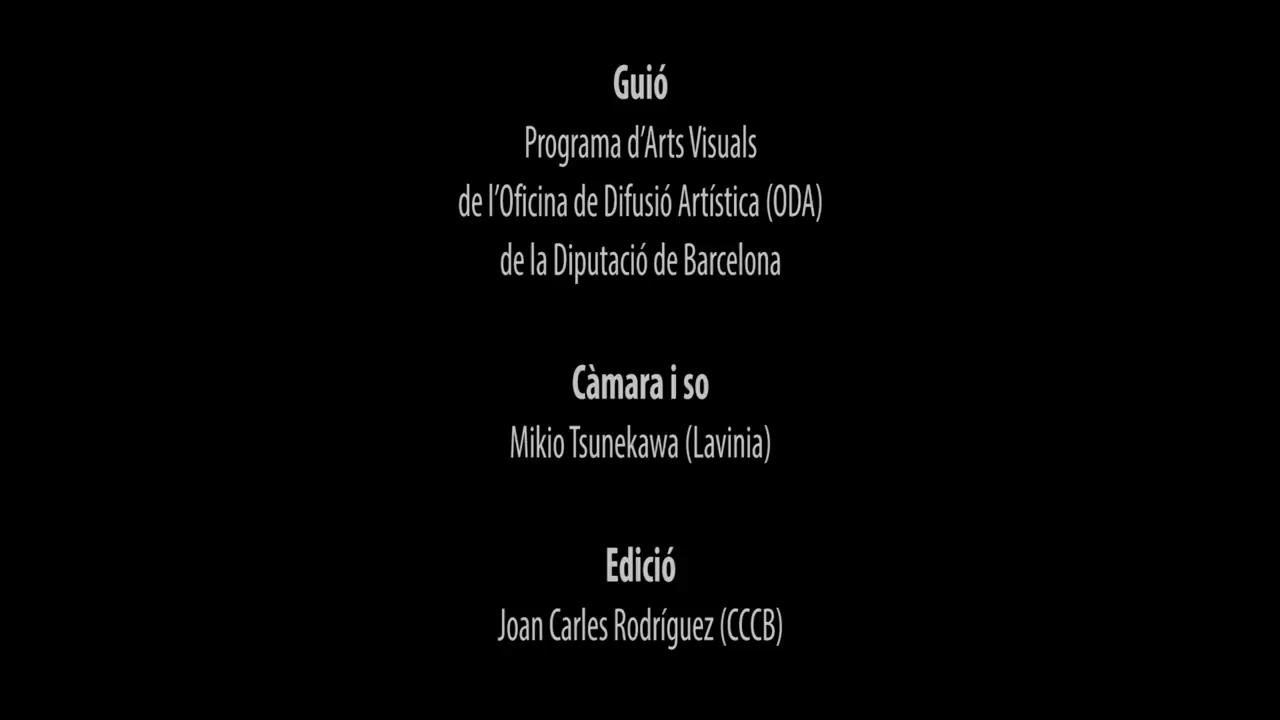 Guió
Programa d’Arts Visuals
de l’Oficina de Difusió Artística (ODA)
de la Diputació de Barcelona
Càmara i so
Mikio Tsunekawa (Lavinia)
Edició
Joan Carles Rodríguez (CCCB)